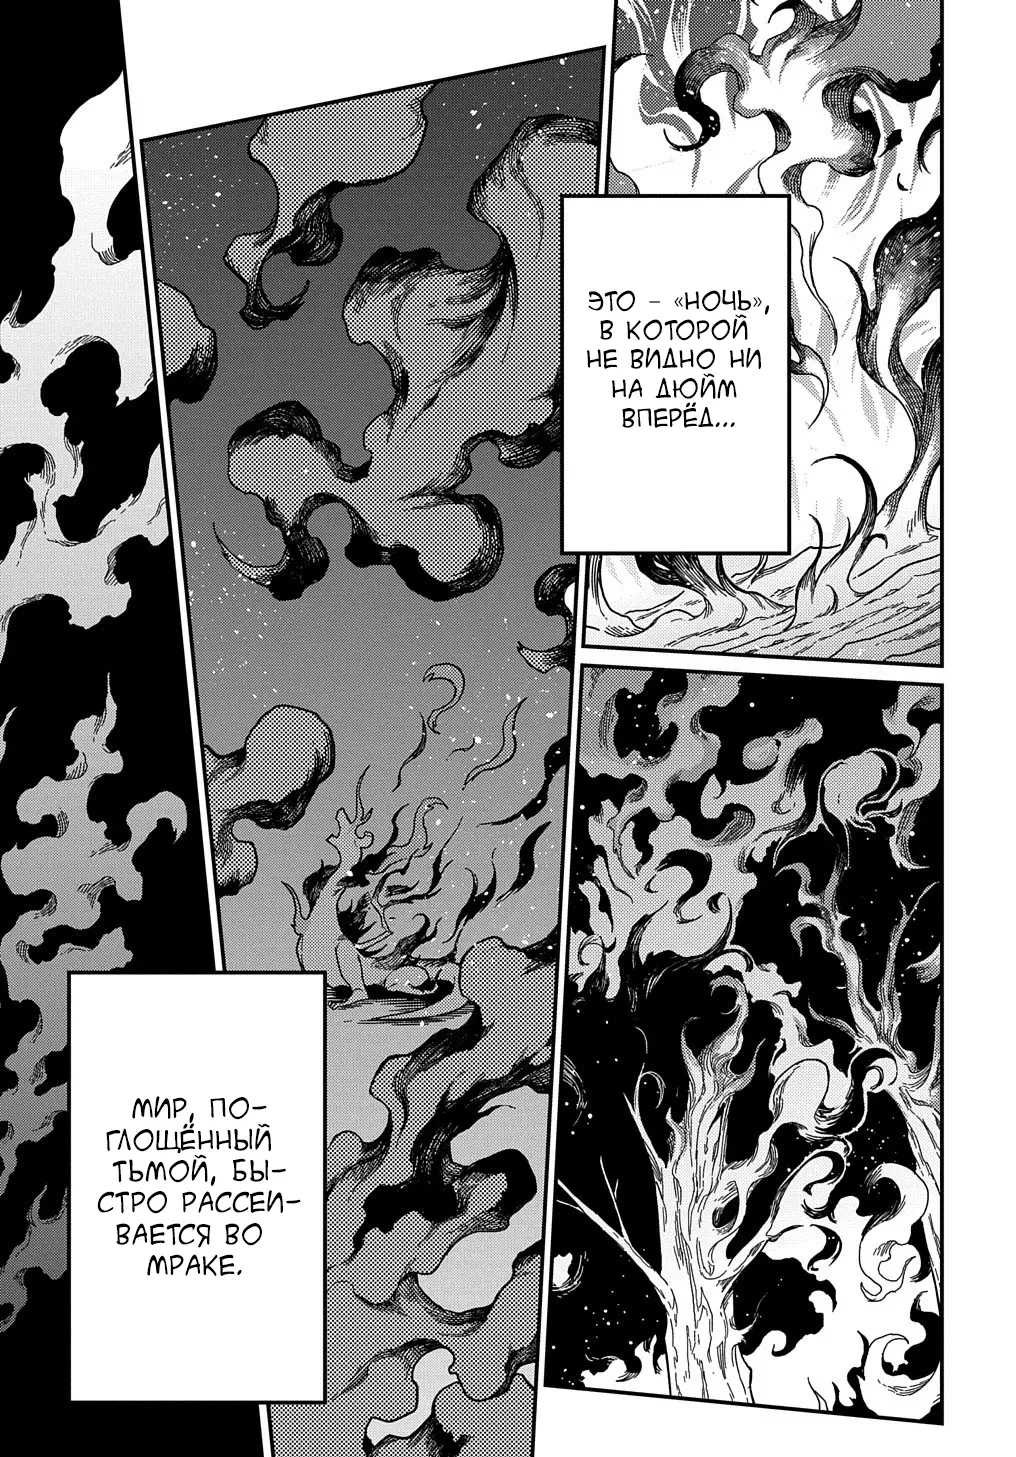 ЭТО – «НОЧЬ»,
В КОТОРОЙ
НЕ ВИДНО НИ
НА ДЮЙМ
ВПЕРЁД...
МИР, ПО-
ГЛОЩЁННЫЙ
ТЬМОЙ, БЫ-
СТРО РАССЕИ-
ВАЕТСЯ ВО
МРАКЕ.